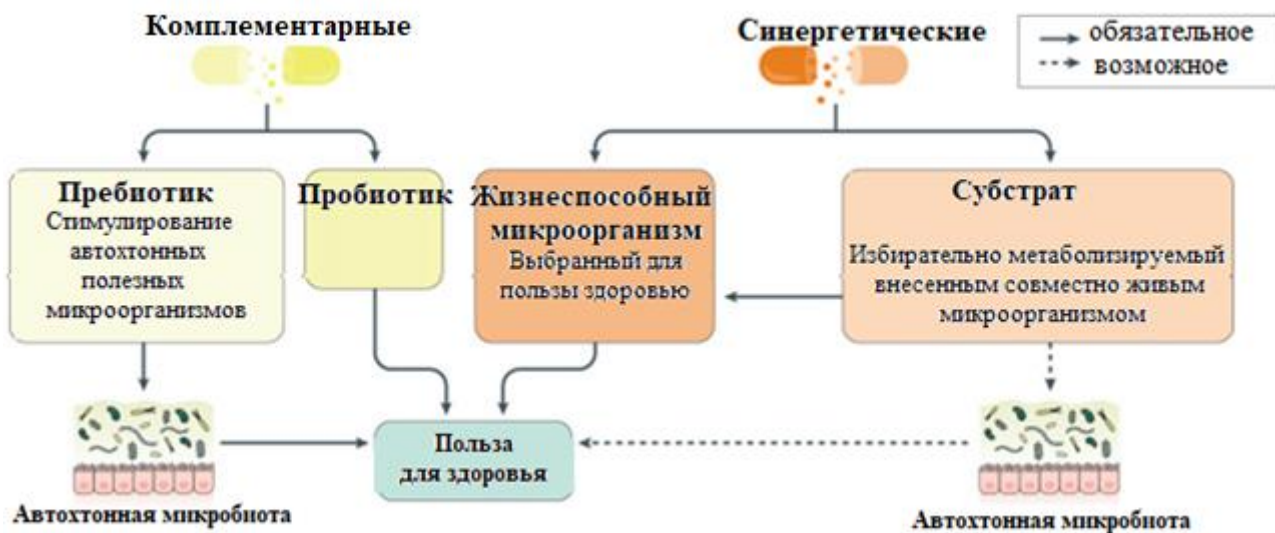 Комплементарные
Синергетические
обязательное
возможное
Пребиотик
Стимулирование
автохтонных
полезных
микроорганизмов
Пробиотик
Жизнеспособный
микроорганизм
Выбранный для
пользы здоровью
Субстрат
Избирательно метаболизируемый
внесенным совместно живым
микроорганизмом
Польза
для здоровья
Автохтонная микробиота
Автохтонная микробиота